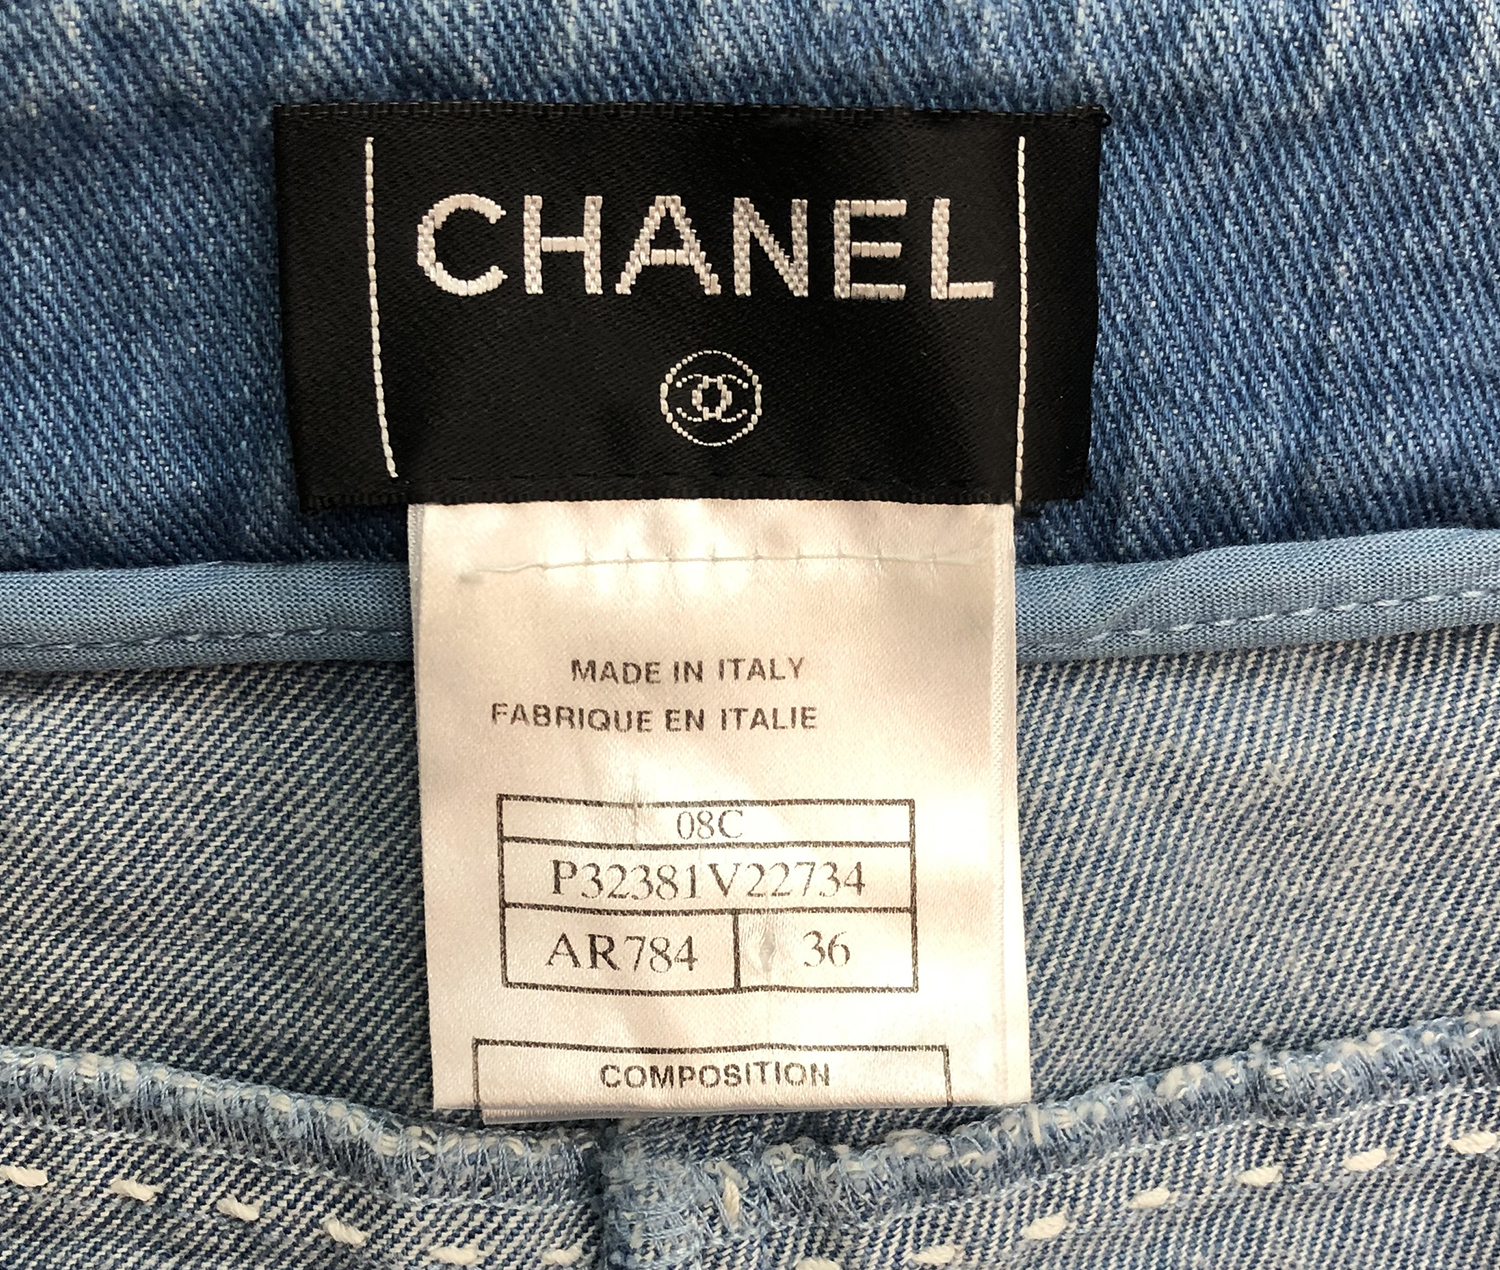 CHANEL
MADE IN ITALY
FABRIQUE EN ITALIE
08C
P32381V22734
AR784 36
COMPOSITION